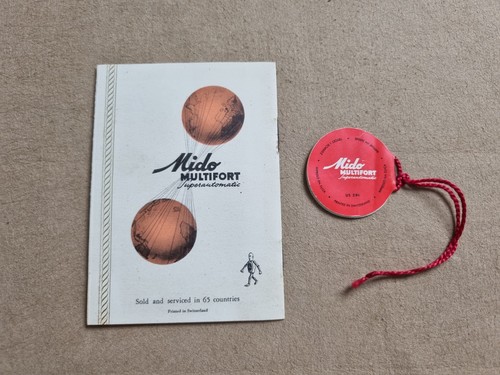 Mido
MULTIFORT
Superautomatic
Sold and serviced in 65 countries
Printed in Switzerland
Mido
MULTIFORT
Superautomatic